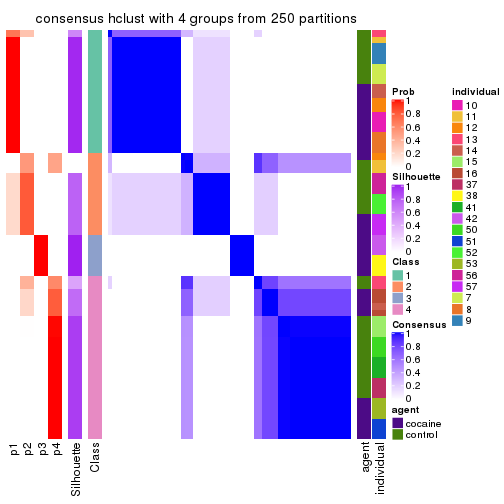 consensus hclust with 4 groups from 250 partitions
Prob
1
0.8
0.6
0.4
0.2
0
Silhouette
1
0.8
0.6
0.4
0.2
0
Class
1
2
3
4
Consensus
1
0.8
0.6
0.4
0.2
0
agent
cocaine
control
individual
10
11
12
13
14
15
16
37
38
41
42
50
51
52
53
56
57
7
8
9
p1
p2
p3
p4
Silhouette
Class
agent
individual